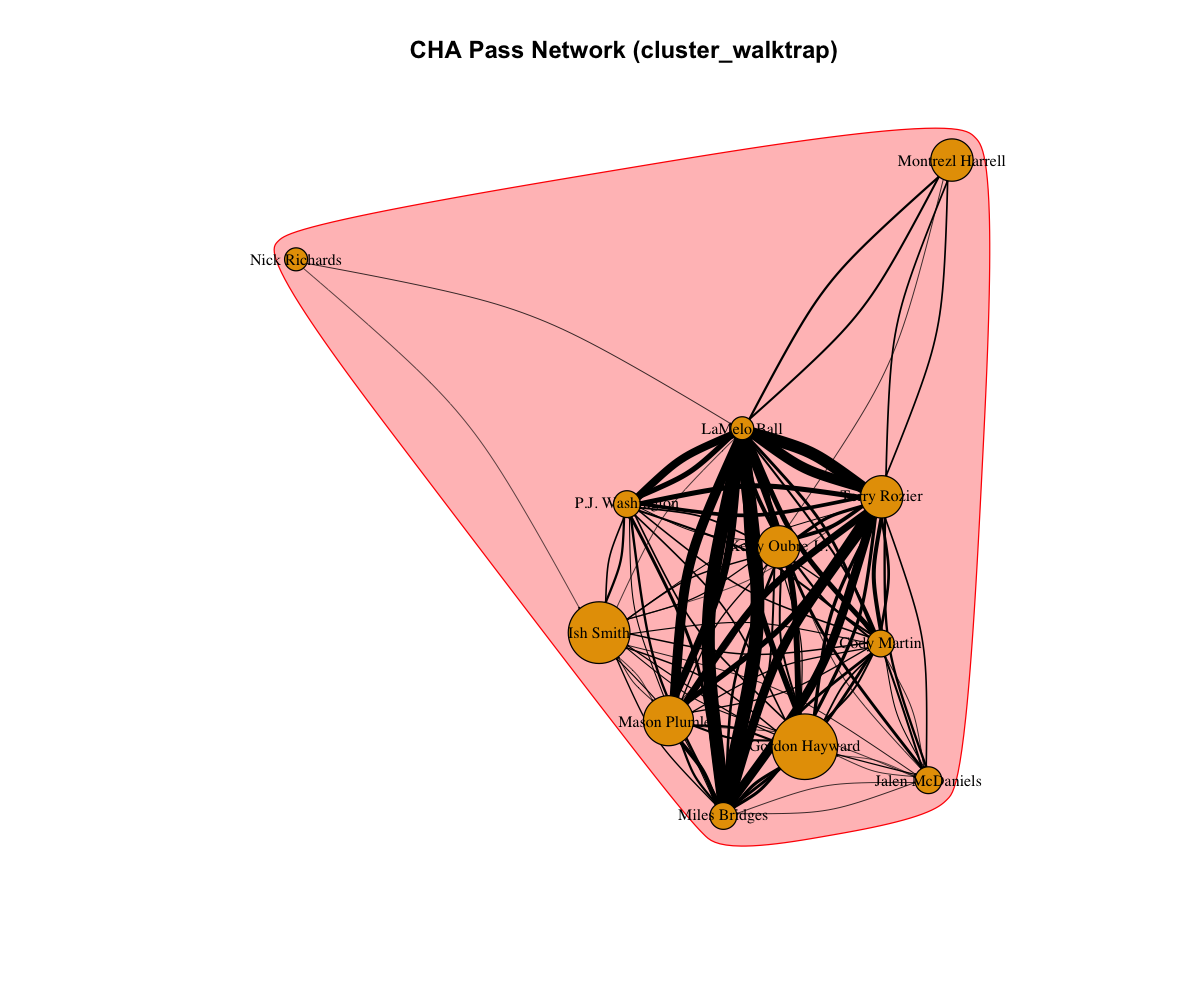 CHA Pass Network (cluster_walktrap)
Montrezl Harrell
Nick Richards
LaMelo Ball
Terry Rozier
P.J. Washington
Kelly Oubre Jr.
Ish Smith
Cody Martin
Mason Plumlee
Gordon Hayward
Jalen McDaniels
Miles Bridges